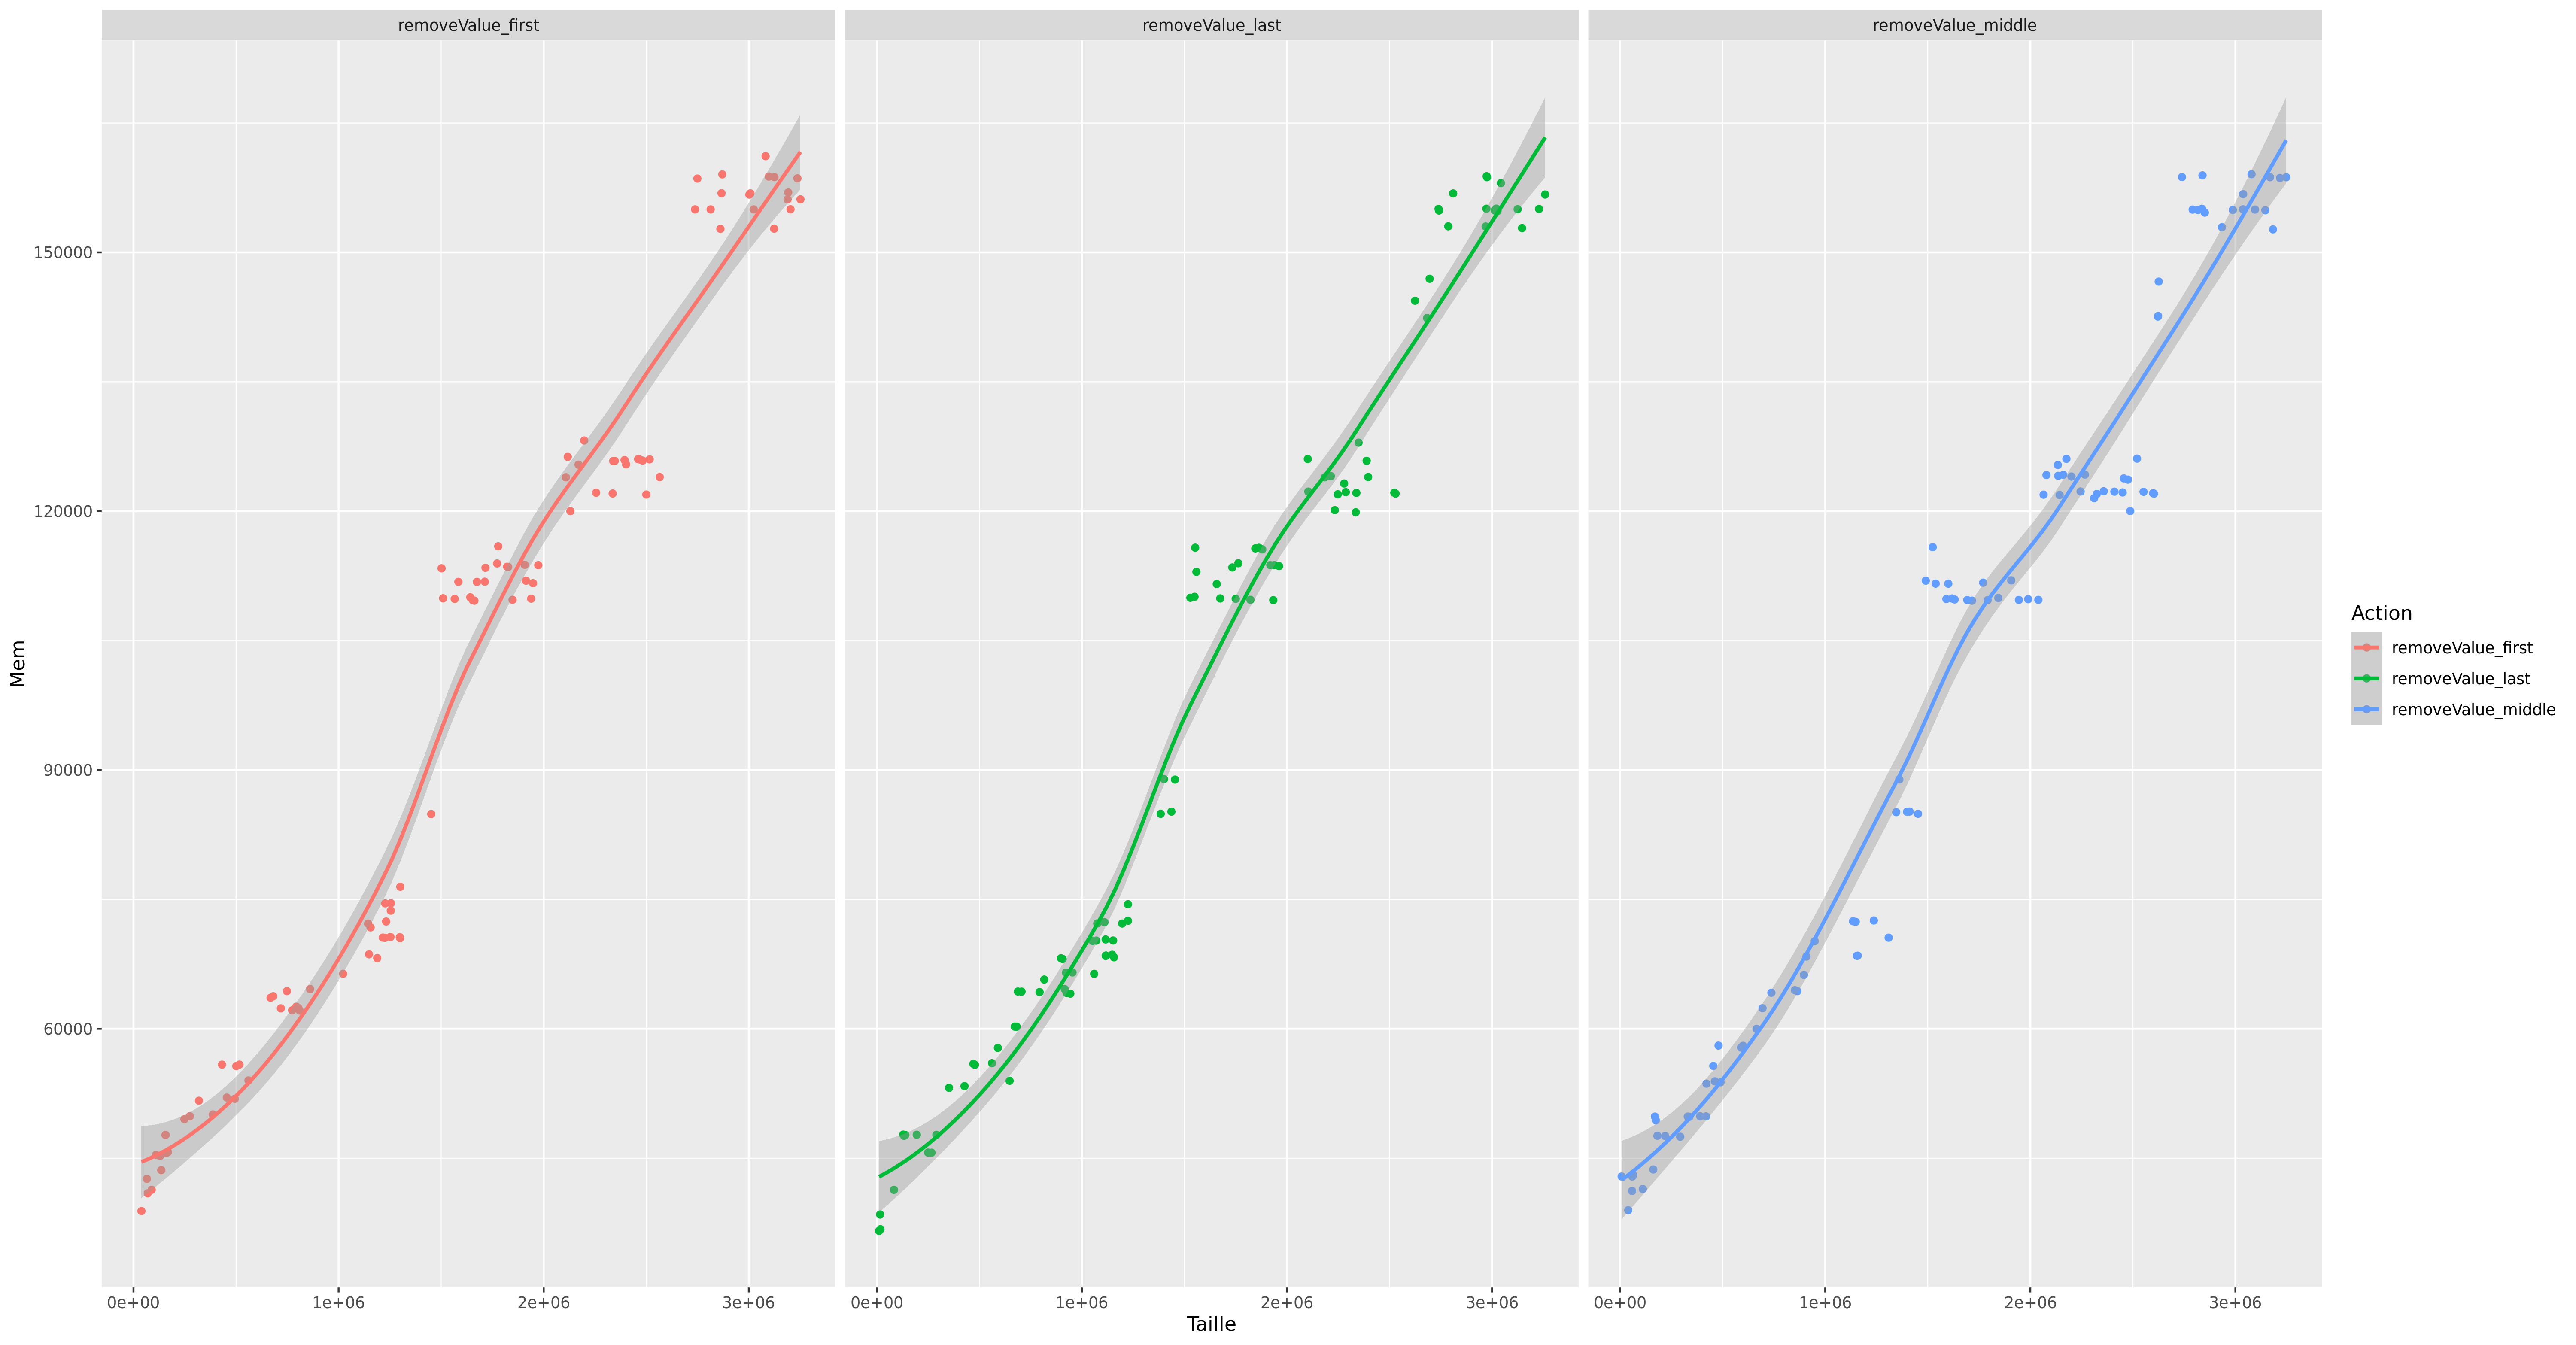 removeValue_first
removeValue_last
removeValue_middle
150000
120000
90000
60000
Mem
0e+00 1e+06 2e+06 3e+06
0e+00 1e+06 2e+06 3e+06
0e+00 1e+06 2e+06 3e+06
Taille
Action
removeValue_first
removeValue_last
removeValue_middle